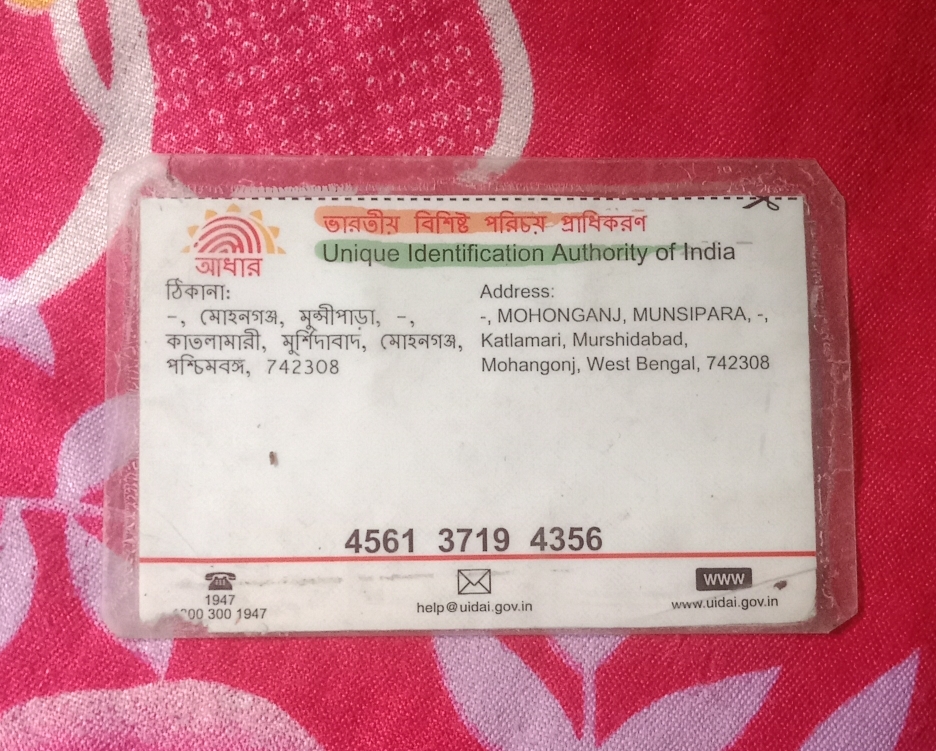 ভারতীয় বিশিষ্ট পরিচয় প্রাধিকরণ
Unique Identification Authority of India
আধার
ঠিকানা:
-, মোহনগঞ্জ, মুন্সীপাড়া, -,
কাতলামারী, মুর্শিদাবাদ, মোহনগঞ্জ,
পশ্চিমবঙ্গ, 742308
Address:
-, MOHONGANJ, MUNSIPARA, -,
Katlamari, Murshidabad,
Mohangonj, West Bengal, 742308
4561 3719 4356
1947
300 1947
help@uidai.gov.in
www
www.uidai.gov.in